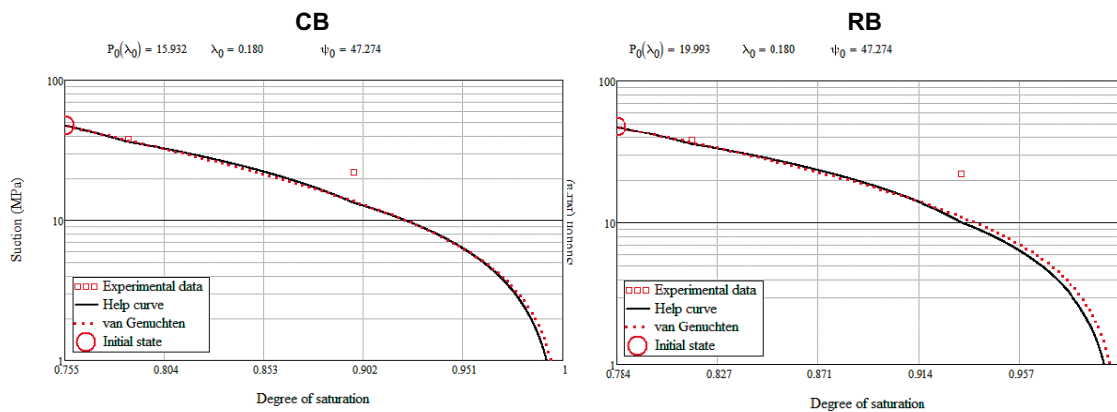 CB
P0(λ0) = 15.932 λ0 = 0.180 ψ0 = 47.274
100
10
1
Suction (MPa)
Experimental data
Help curve
van Genuchten
Initial state
0.755 0.804 0.853 0.902 0.951 1
Degree of saturation
RB
P0(λ0) = 19.993 λ0 = 0.180 ψ0 = 47.274
100
10
1
Suction (MPa)
Experimental data
Help curve
van Genuchten
Initial state
0.784 0.827 0.871 0.914 0.957
Degree of saturation